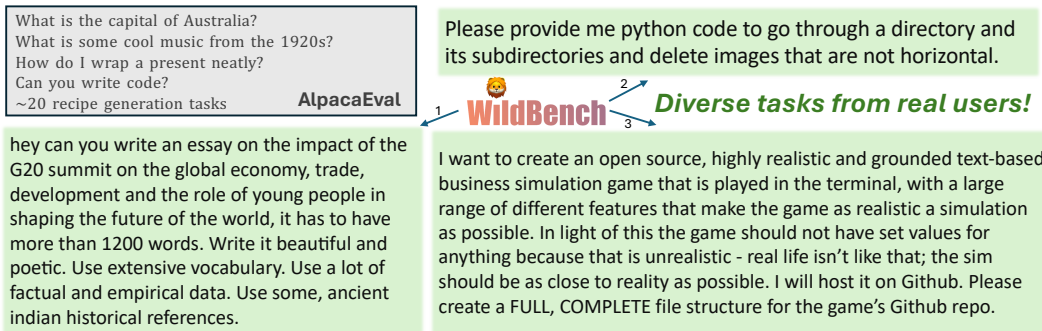 What is the capital of Australia?
What is some cool music from the 1920s?
How do I wrap a present neatly?
Can you write code?
~20 recipe generation tasks
AlpacaEval
Please provide me python code to go through a directory and
its subdirectories and delete images that are not horizontal.
1
WildBench
2
3
Diverse tasks from real users!
hey can you write an essay on the impact of the
G20 summit on the global economy, trade,
development and the role of young people in
shaping the future of the world, it has to have
more than 1200 words. Write it beautiful and
poetic. Use extensive vocabulary. Use a lot of
factual and empirical data. Use some, ancient
indian historical references.
I want to create an open source, highly realistic and grounded text-based
business simulation game that is played in the terminal, with a large
range of different features that make the game as realistic a simulation
as possible. In light of this the game should not have set values for
anything because that is unrealistic - real life isn’t like that; the sim
should be as close to reality as possible. I will host it on Github. Please
create a FULL, COMPLETE file structure for the game’s Github repo.